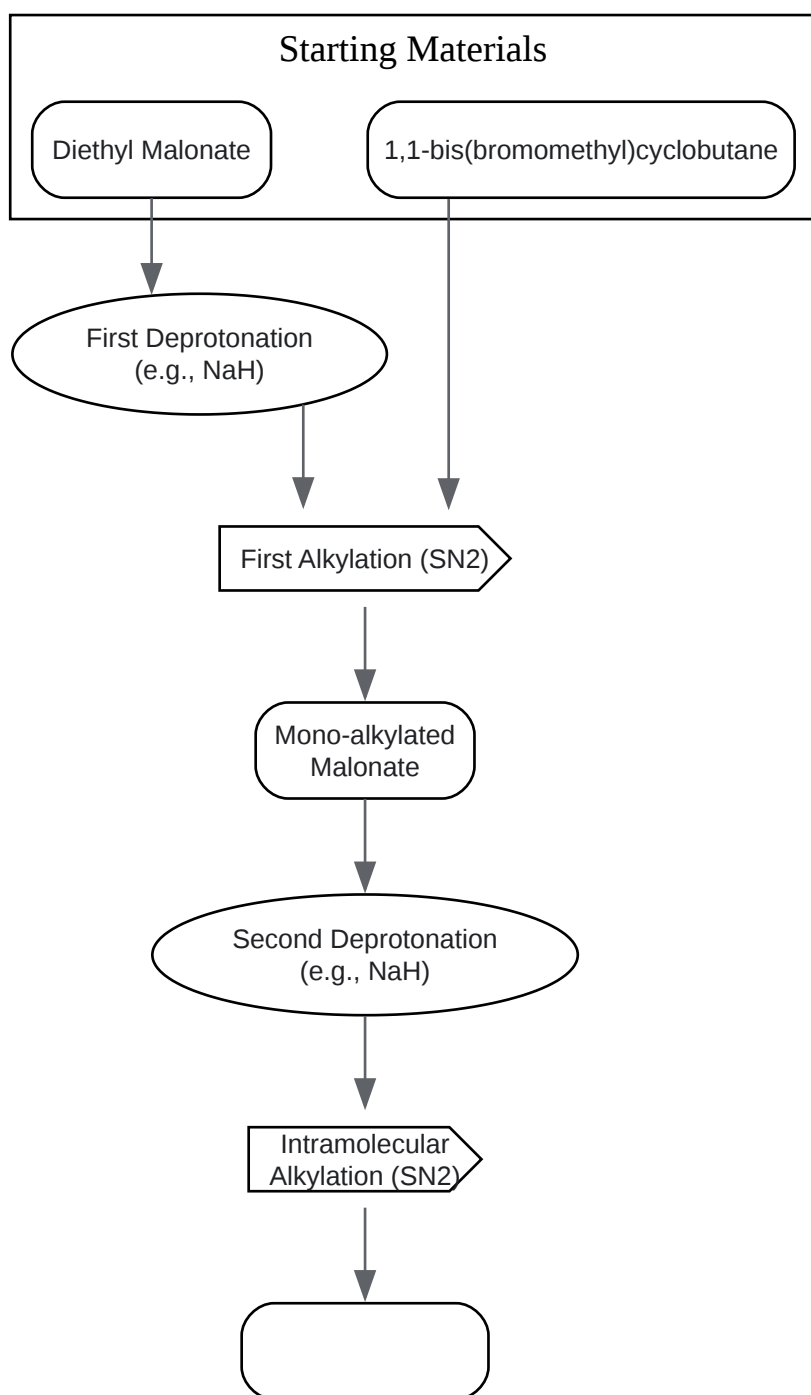 Starting Materials
Diethyl Malonate
1,1-bis(bromomethyl)cyclobutane
First Deprotonation
(e.g., NaH)
First Alkylation (SN2)
Mono-alkylated
Malonate
Second Deprotonation
(e.g., NaH)
Intramolecular
Alkylation (SN2)